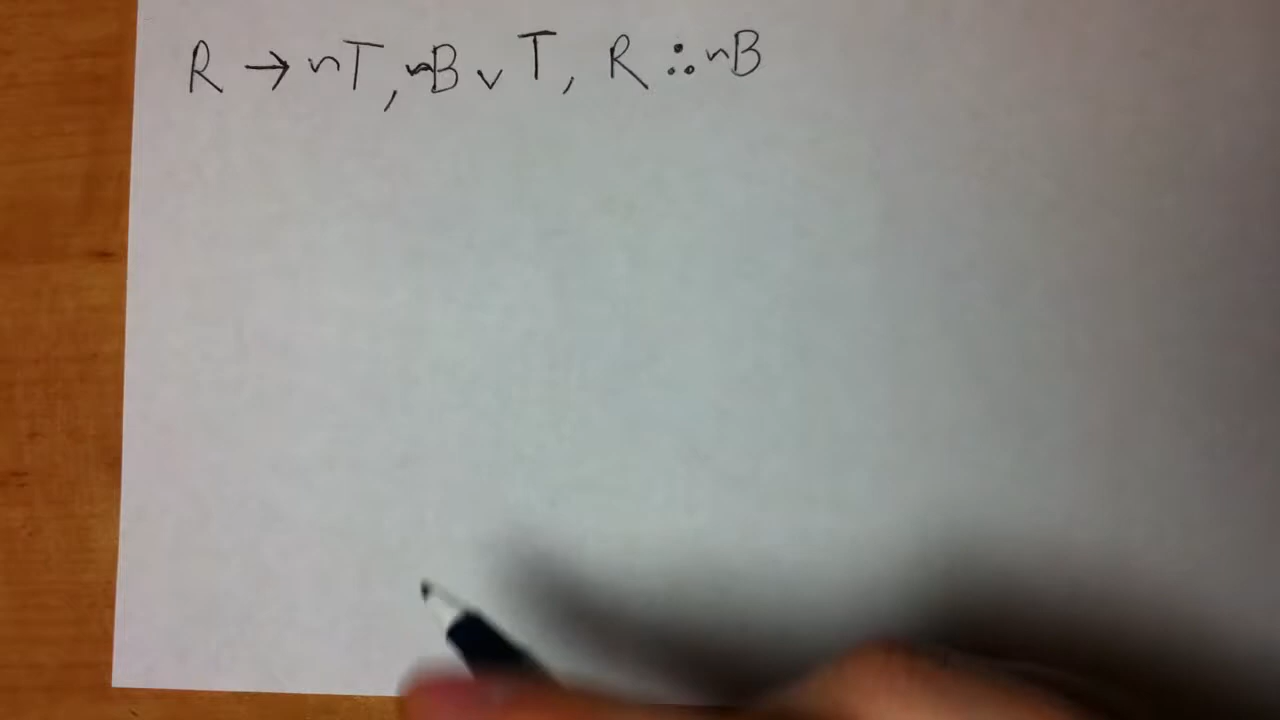 R → ~T, ~B ∨ T, R ∴ ~B